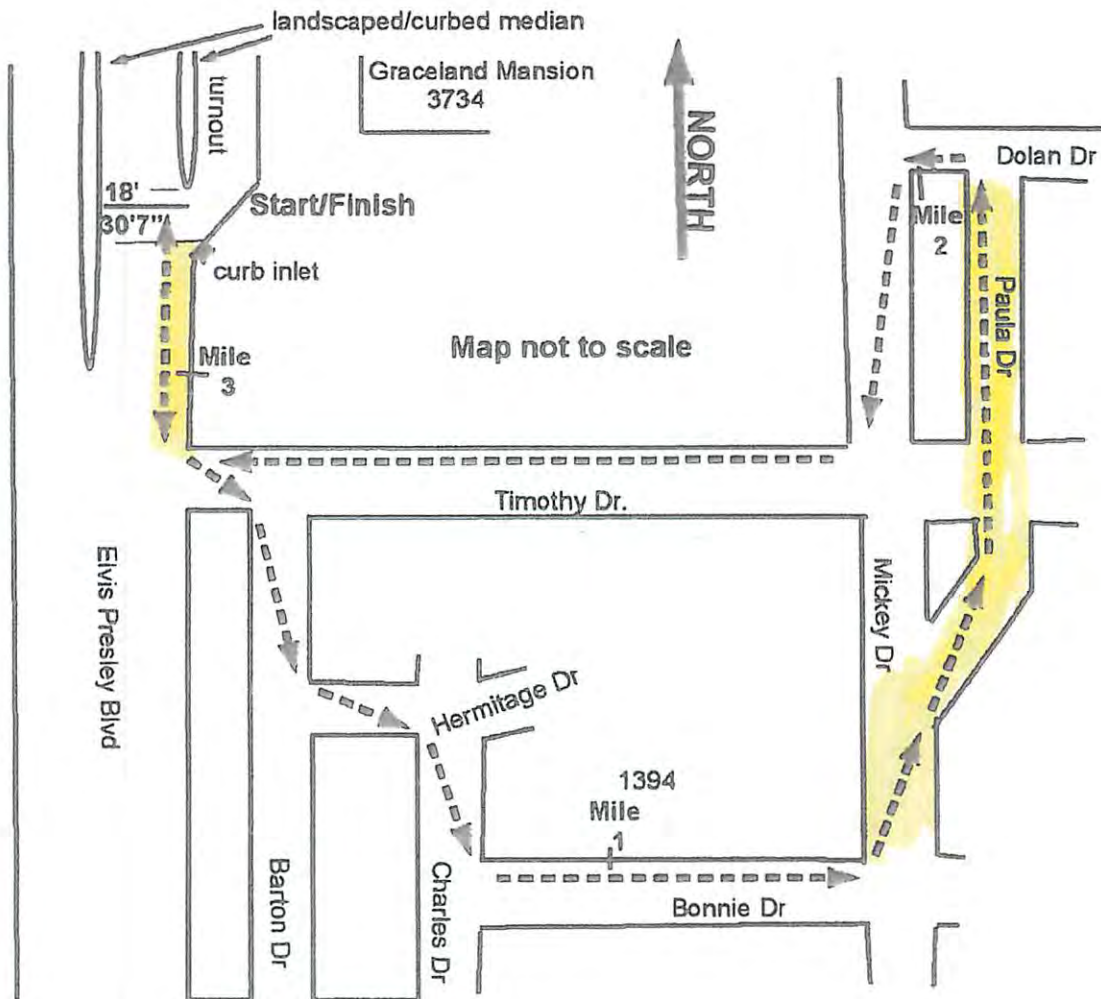 landscaped/curbed median
turnout
Graceland Mansion
3734
NORTH
Dolan Dr
18'
30'7"
Start/Finish
curb inlet
Mile
2
Paula Dr
Map not to scale
Mile
3
Timothy Dr.
Elvis Presley Blvd
Mickey Dr
Hermitage Dr
1394
Mile
1
Barton Dr
Charles Dr
Bonnie Dr